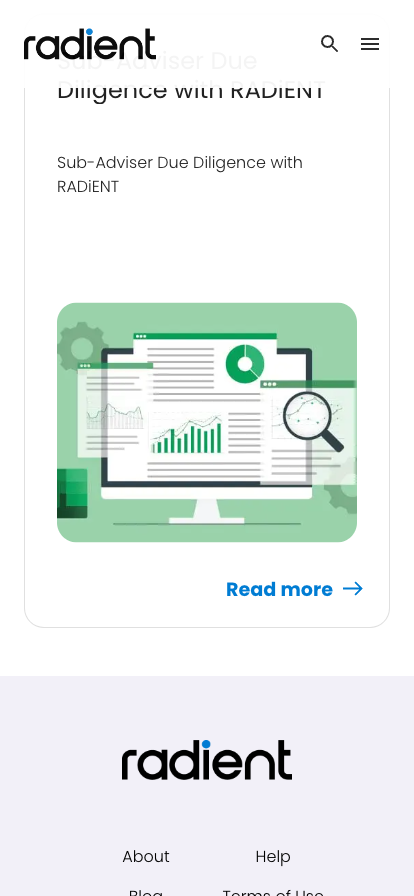 radient
Sub-Adviser Due
Diligence with RADiENT
Sub-Adviser Due Diligence with
RADiENT
Read more
radient
About
Help
Blog
Terms of Use